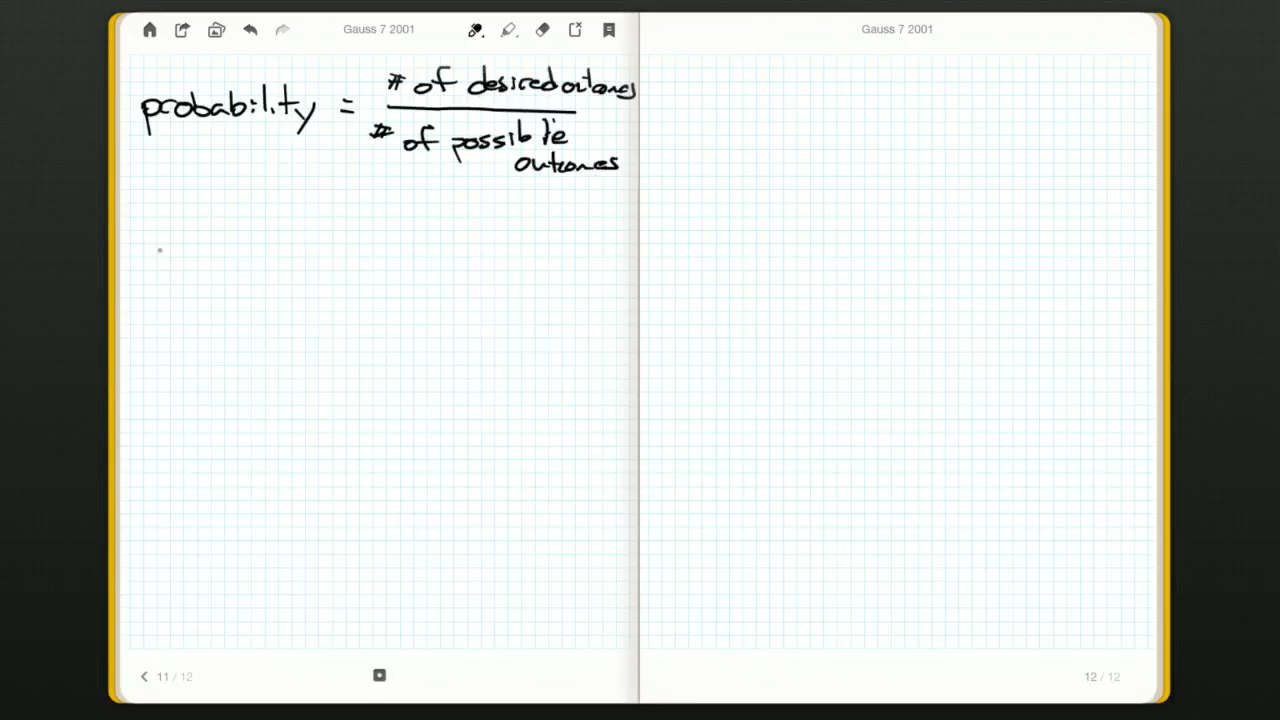 Gauss 7 2001
Gauss 7 2001
probability = # of desired outcomes
# of possible
outcomes
11 / 12
12 / 12